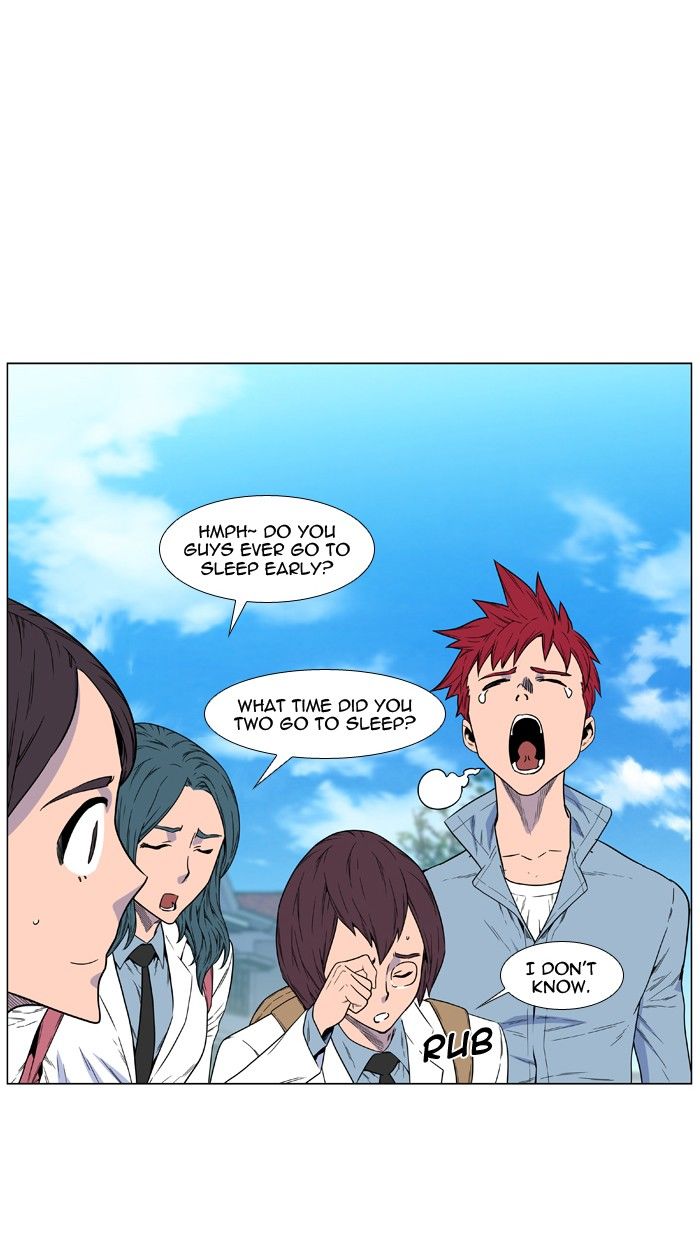 HMPH~ DO YOU
GUYS EVER GO TO
SLEEP EARLY?
WHAT TIME DID YOU
TWO GO TO SLEEP?
I DON'T
KNOW.
RUB